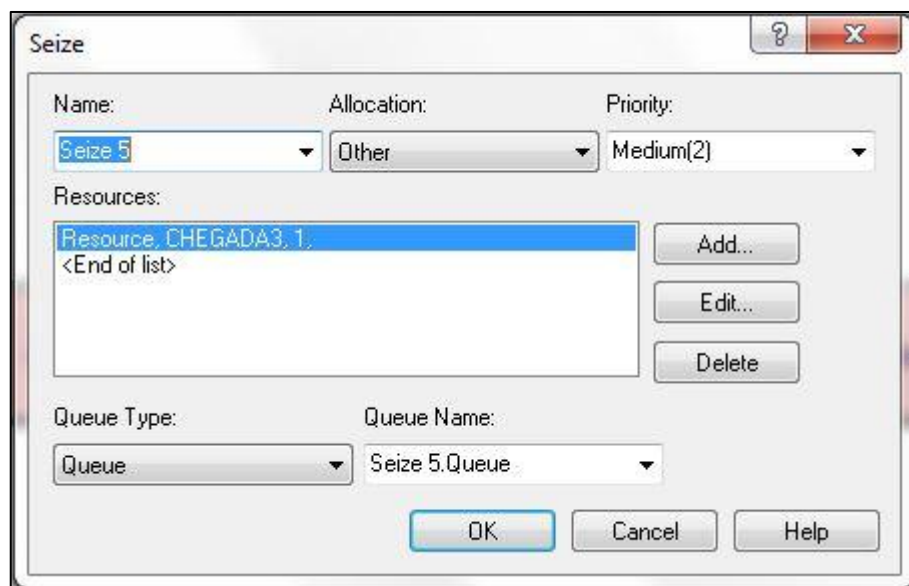 Seize
Name: Allocation: Priority:
Seize 5 Other Medium(2)
Resources:
Resource, CHEGADA3, 1,
<End of list>
Add...
Edit...
Delete
Queue Type: Queue Name:
Queue Seize 5.Queue
OK Cancel Help